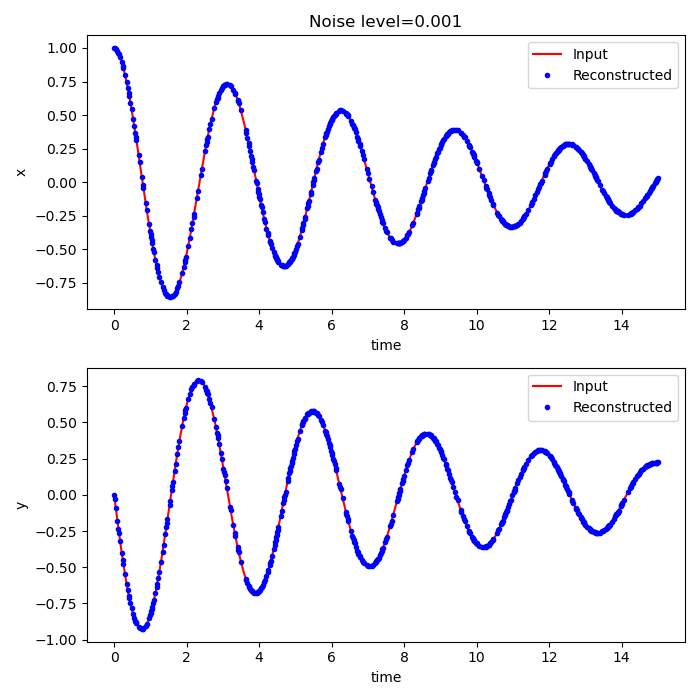 Noise level=0.001
1.00
0.75
0.50
0.25
0.00
−0.25
−0.50
−0.75
x
Input
Reconstructed
0 2 4 6 8 10 12 14
time
0.75
0.50
0.25
0.00
−0.25
−0.50
−0.75
−1.00
y
Input
Reconstructed
0 2 4 6 8 10 12 14
time